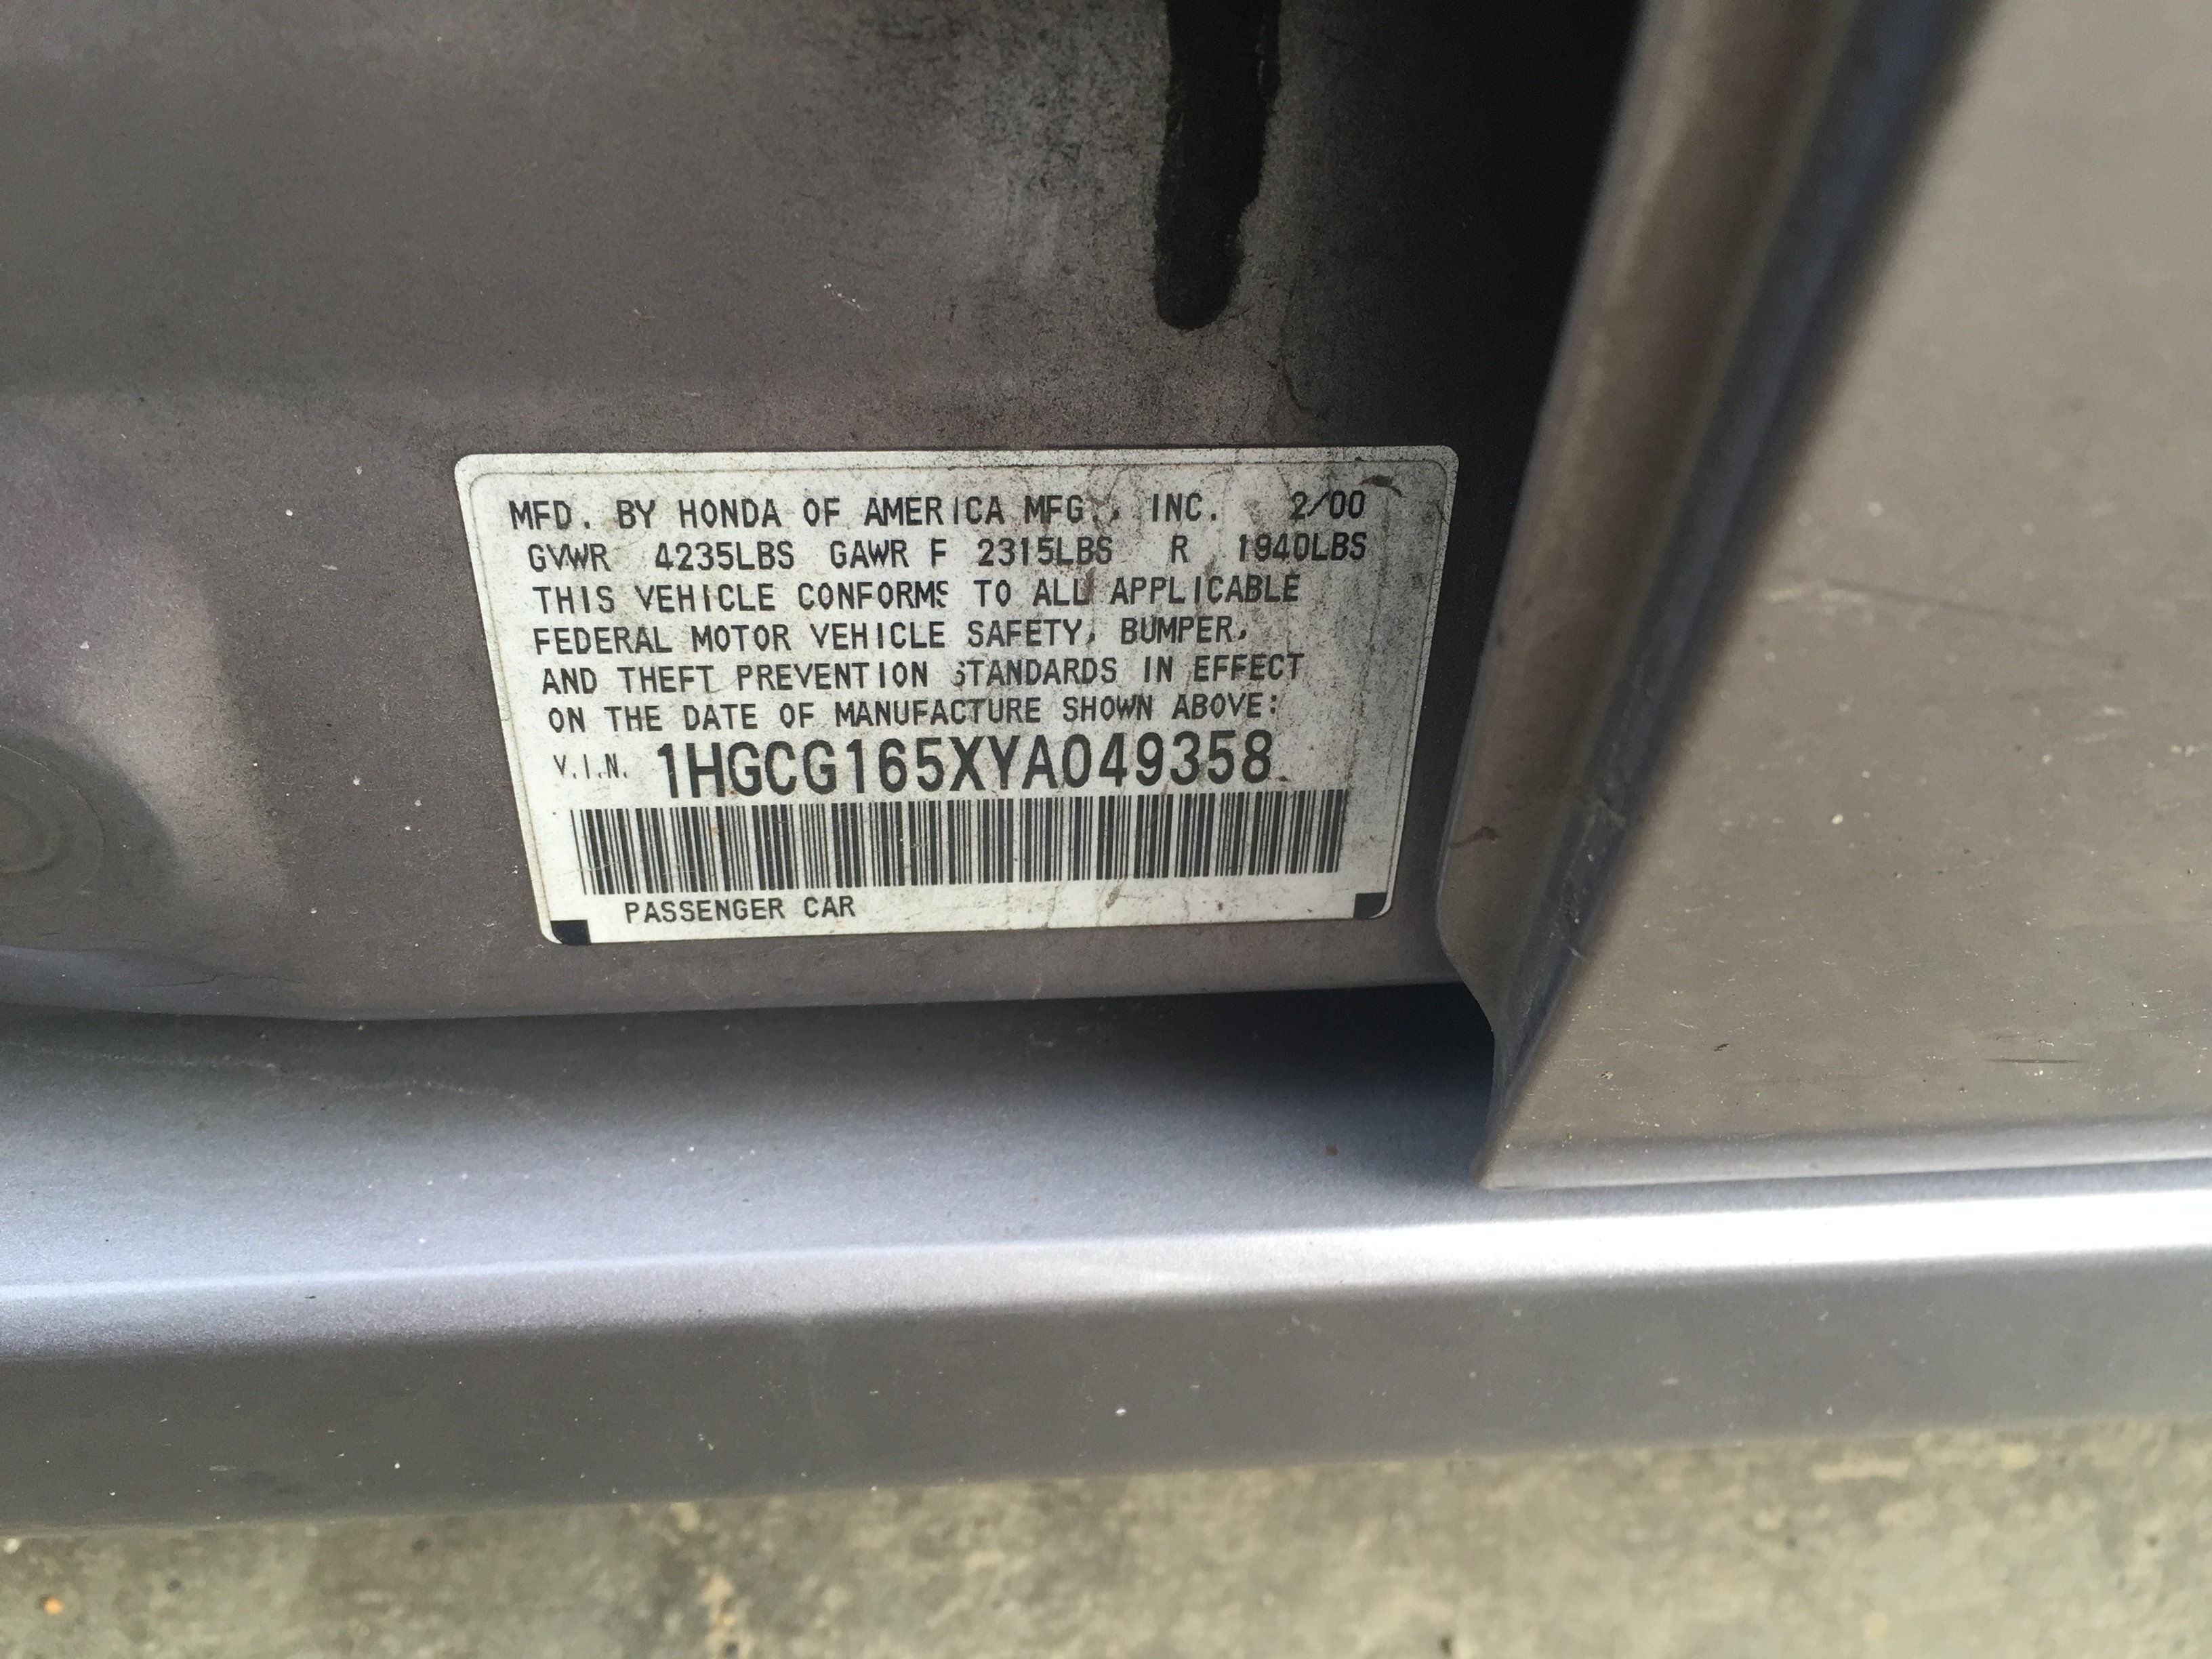 MFD. BY HONDA OF AMERICA MFG., INC. 2/00
GVWR 4235LBS GAWR F 2315LBS R 1940LBS
THIS VEHICLE CONFORMS TO ALL APPLICABLE
FEDERAL MOTOR VEHICLE SAFETY, BUMPER,
AND THEFT PREVENTION STANDARDS IN EFFECT
ON THE DATE OF MANUFACTURE SHOWN ABOVE:
V.I.N. 1HGCG165XYA049358
PASSENGER CAR